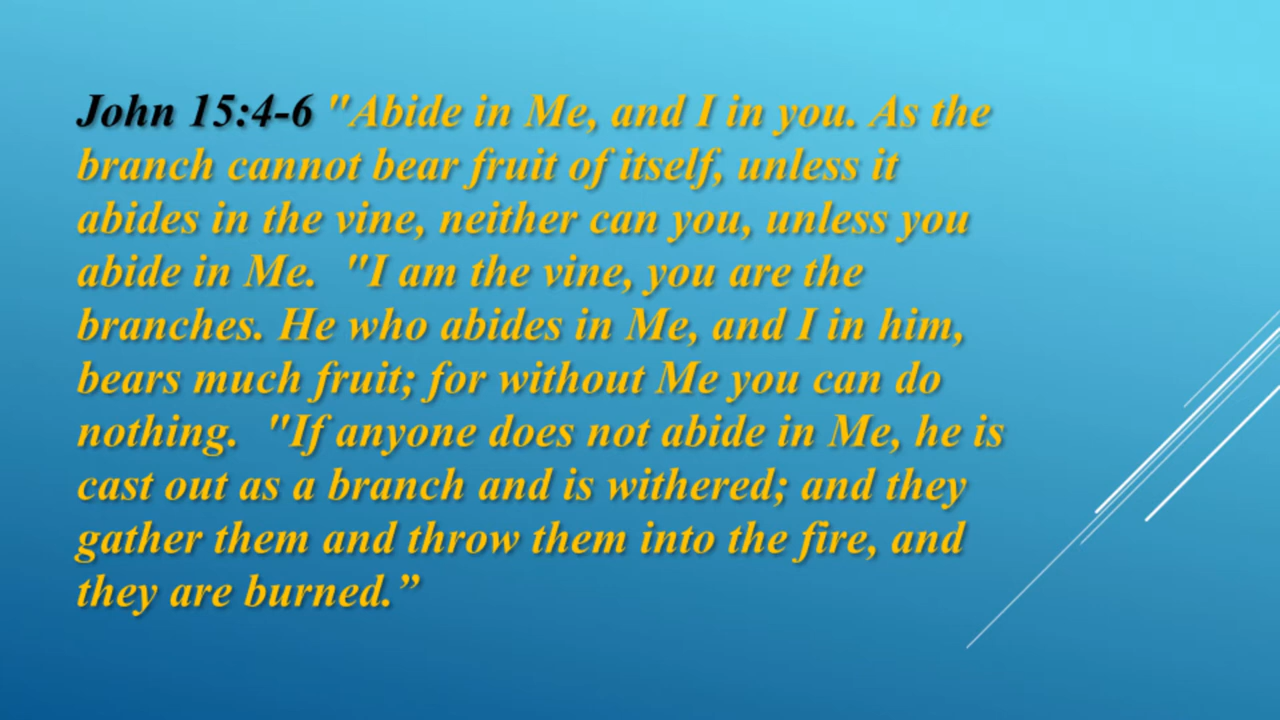 John 15:4-6 "Abide in Me, and I in you. As the
branch cannot bear fruit of itself, unless it
abides in the vine, neither can you, unless you
abide in Me.  "I am the vine, you are the
branches. He who abides in Me, and I in him,
bears much fruit; for without Me you can do
nothing.  "If anyone does not abide in Me, he is
cast out as a branch and is withered; and they
gather them and throw them into the fire, and
they are burned.”